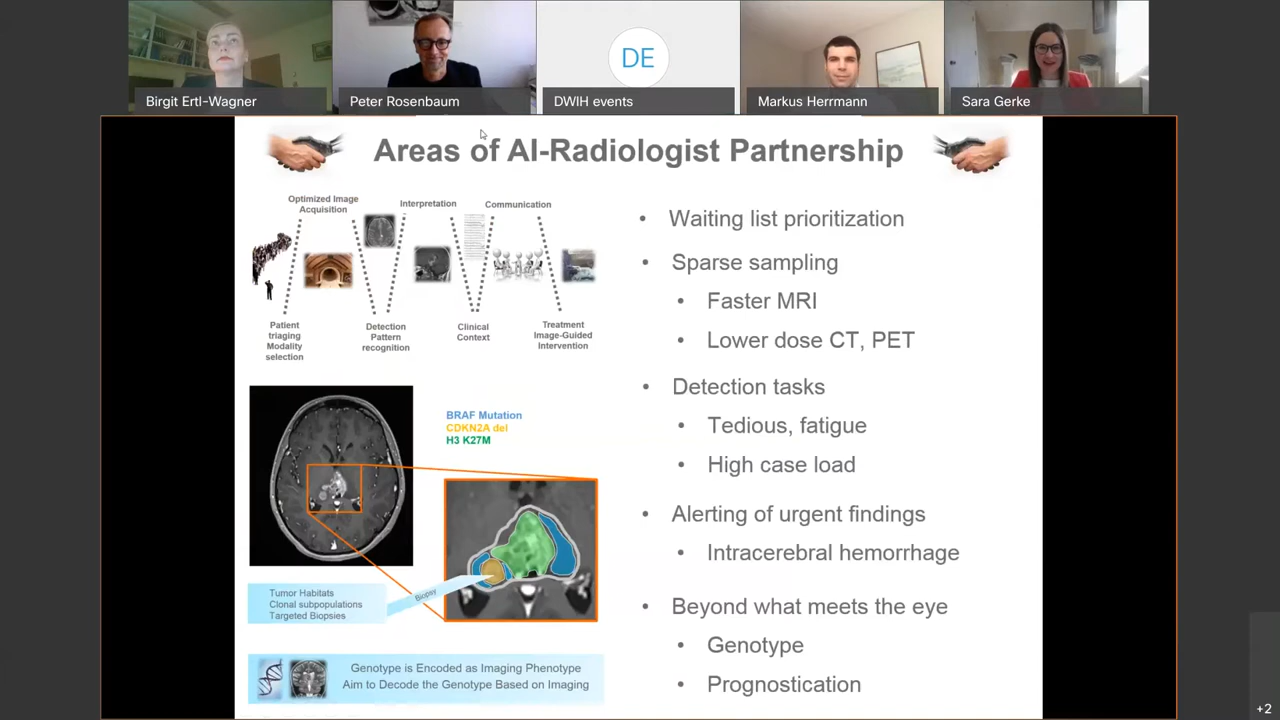 Birgit Ertl-Wagner
Peter Rosenbaum
DE
DWIH events
Markus Herrmann
Sara Gerke
Areas of AI-Radiologist Partnership
Optimized Image
Acquisition
Interpretation
Communication
Patient
triaging
Modality
selection
Detection
Pattern
recognition
Clinical
Context
Treatment
Image-Guided
Intervention
BRAF Mutation
CDKN2A del
H3 K27M
Tumor Habitats
Clonal subpopulations
Targeted Biopsies
Biopsy
Genotype is Encoded as Imaging Phenotype
Aim to Decode the Genotype Based on Imaging
• Waiting list prioritization
• Sparse sampling
• Faster MRI
• Lower dose CT, PET
• Detection tasks
• Tedious, fatigue
• High case load
• Alerting of urgent findings
• Intracerebral hemorrhage
• Beyond what meets the eye
• Genotype
• Prognostication
+2